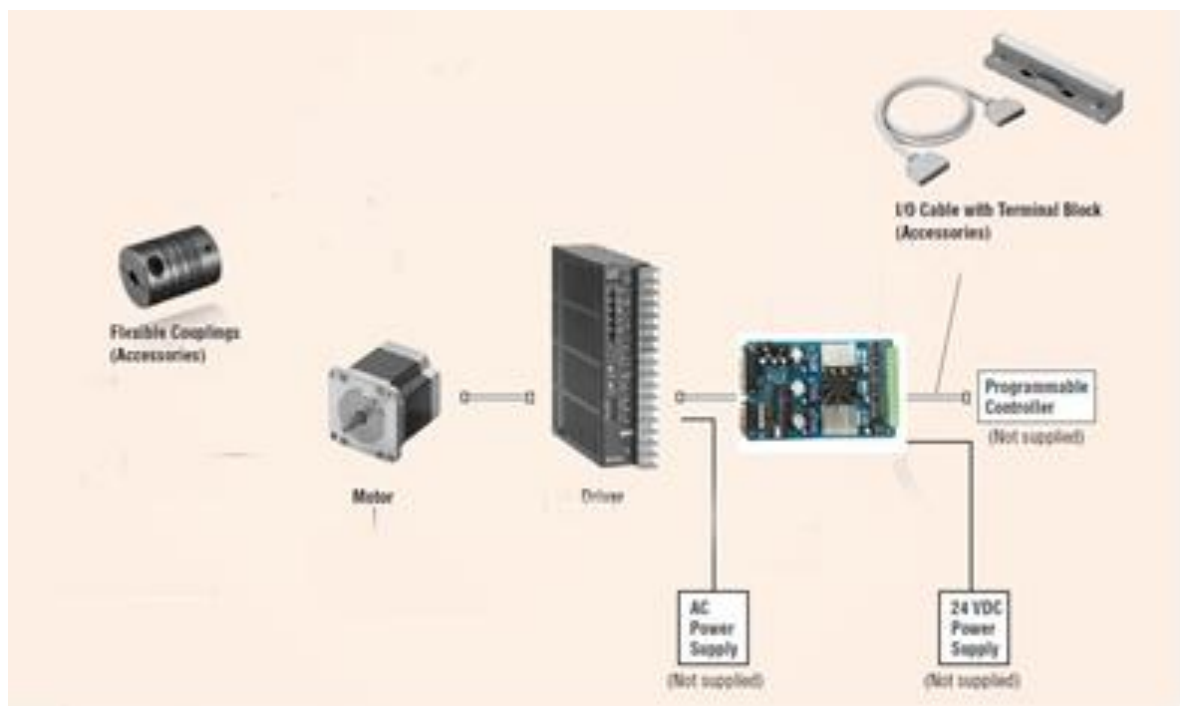 I/O Cable with Terminal Block
(Accessories)
Flexible Couplings
(Accessories)
Programmable
Controller
(Not supplied)
Motor
Driver
AC
Power
Supply
(Not supplied)
24 VDC
Power
Supply
(Not supplied)